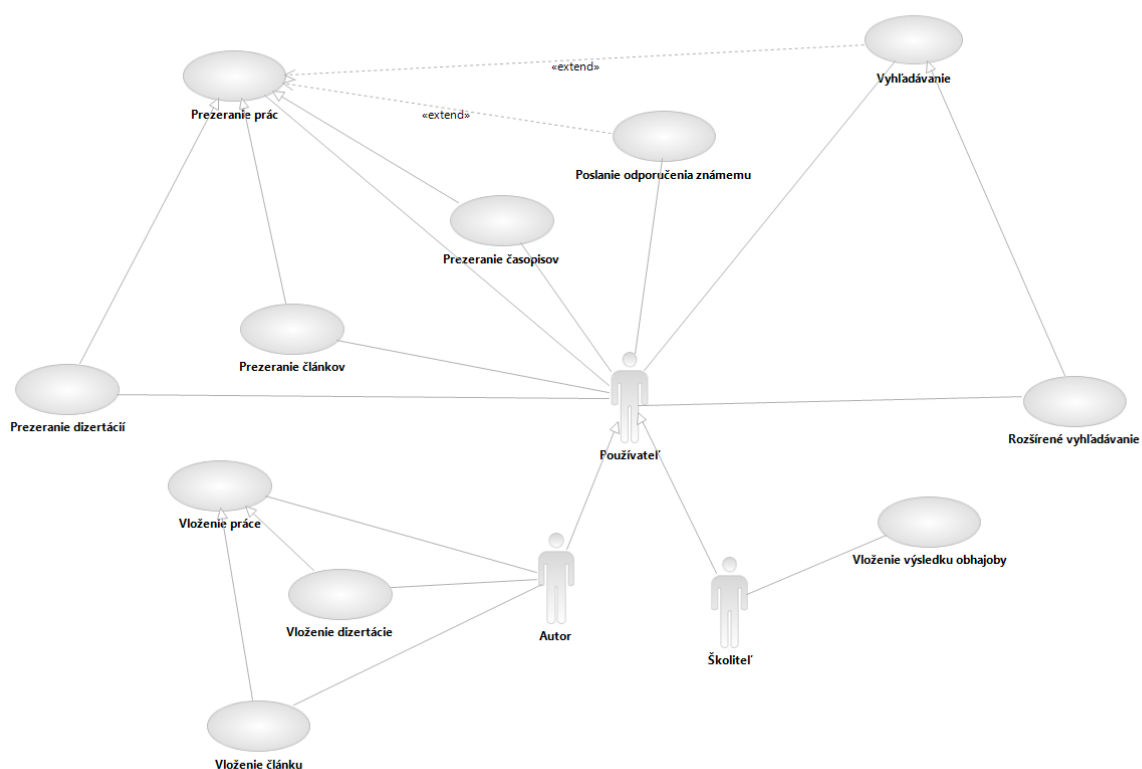 Vyhľadávanie
«extend»
Prezeranie prác
«extend»
Poslanie odporučenia známemu
Prezeranie časopisov
Prezeranie článkov
Prezeranie dizertácií
Rozšírené vyhľadávanie
Používateľ
Vloženie práce
Vloženie výsledku obhajoby
Vloženie dizertácie
Autor
Školiteľ
Vloženie článku